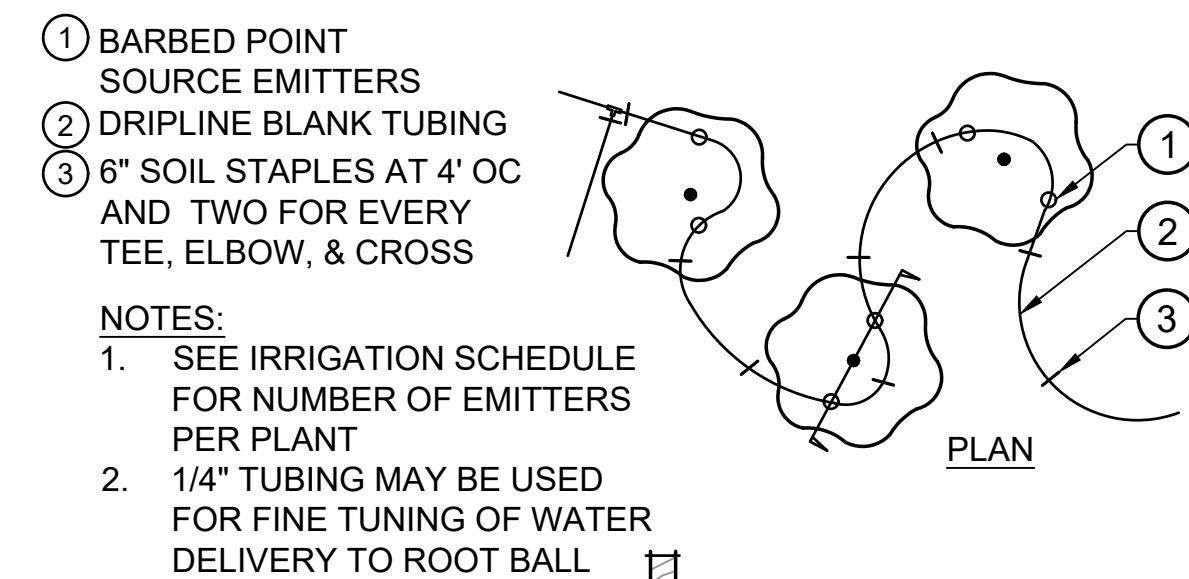 1 BARBED POINT
SOURCE EMITTERS
2 DRIPLINE BLANK TUBING
3 6" SOIL STAPLES AT 4' OC
AND TWO FOR EVERY
TEE, ELBOW, & CROSS
NOTES:
1. SEE IRRIGATION SCHEDULE
FOR NUMBER OF EMITTERS
PER PLANT
2. 1/4" TUBING MAY BE USED
FOR FINE TUNING OF WATER
DELIVERY TO ROOT BALL
1
2
3
PLAN